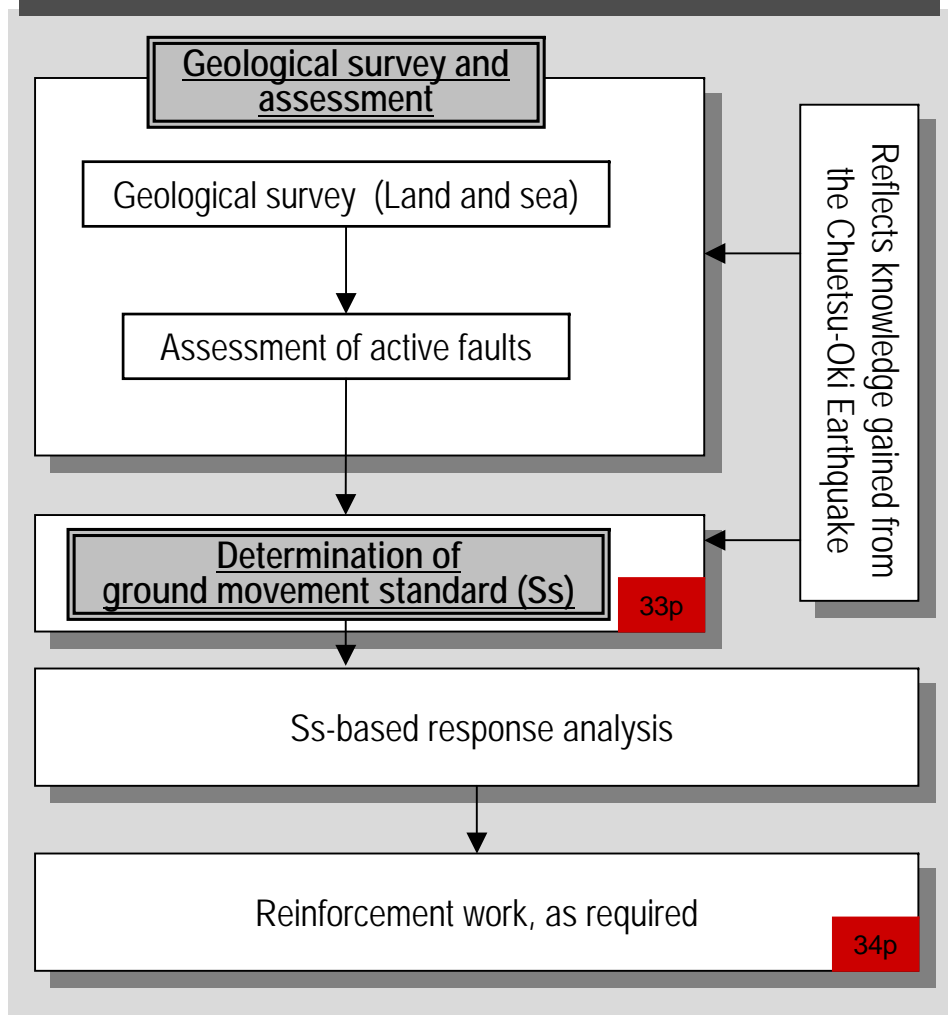 Geological survey and
assessment
Geological survey (Land and sea)
Assessment of active faults
Reflects knowledge gained from
the Chuetsu-Oki Earthquake
Determination of
ground movement standard (Ss)
33p
Ss-based response analysis
Reinforcement work, as required
34p